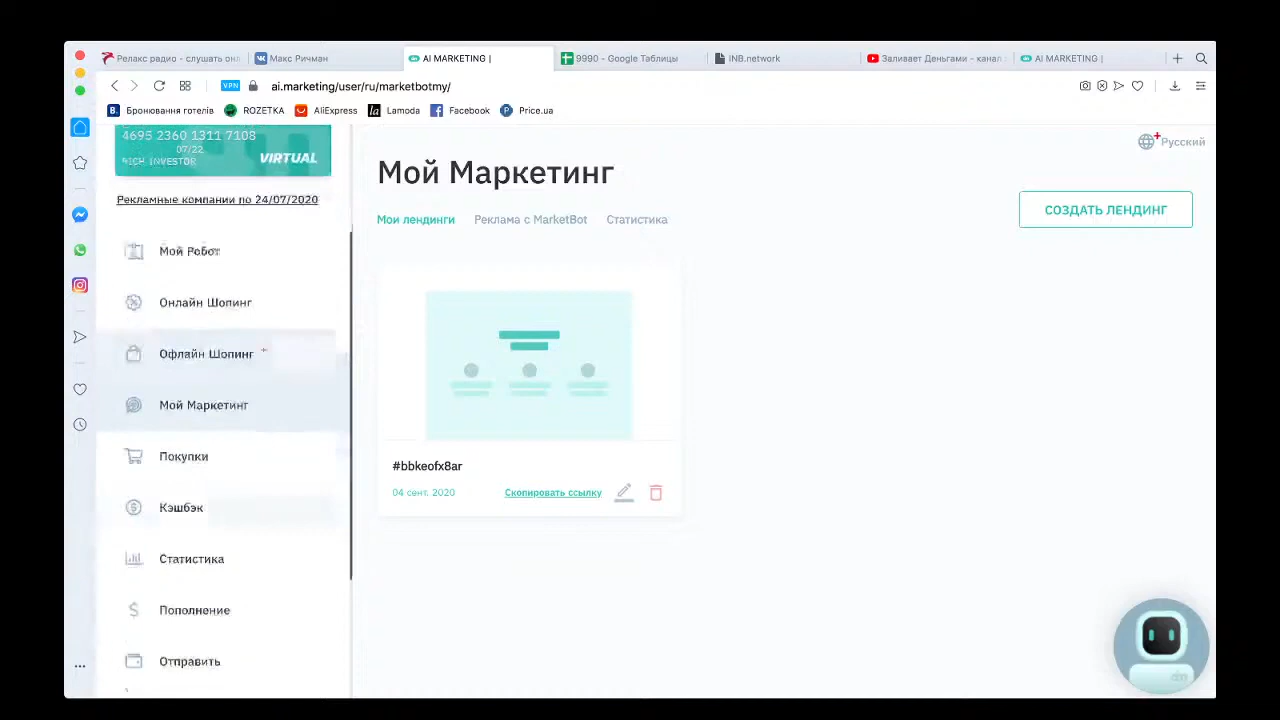 Релакс радио - слушать онл
Макс Ричман
AI MARKETING |
9990 - Google Таблицы
INB.network
Заливает Деньгами - канал
AI MARKETING |
VPN
ai.marketing/user/ru/marketbotmy/
Бронювання готелів
ROZETKA
AliExpress
Lamoda
Facebook
Price.ua
4695 2360 1311 7108
07/22
RICH INVESTOR
VIRTUAL
Рекламные компании по 24/07/2020
Мой Робот
Онлайн Шопинг
Офлайн Шопинг
Мой Маркетинг
Покупки
Кэшбэк
Статистика
Пополнение
Отправить
Русский
Мой Маркетинг
Мои лендинги
Реклама с MarketBot
Статистика
СОЗДАТЬ ЛЕНДИНГ
#bbkeofx8ar
04 сент. 2020
Скопировать ссылку